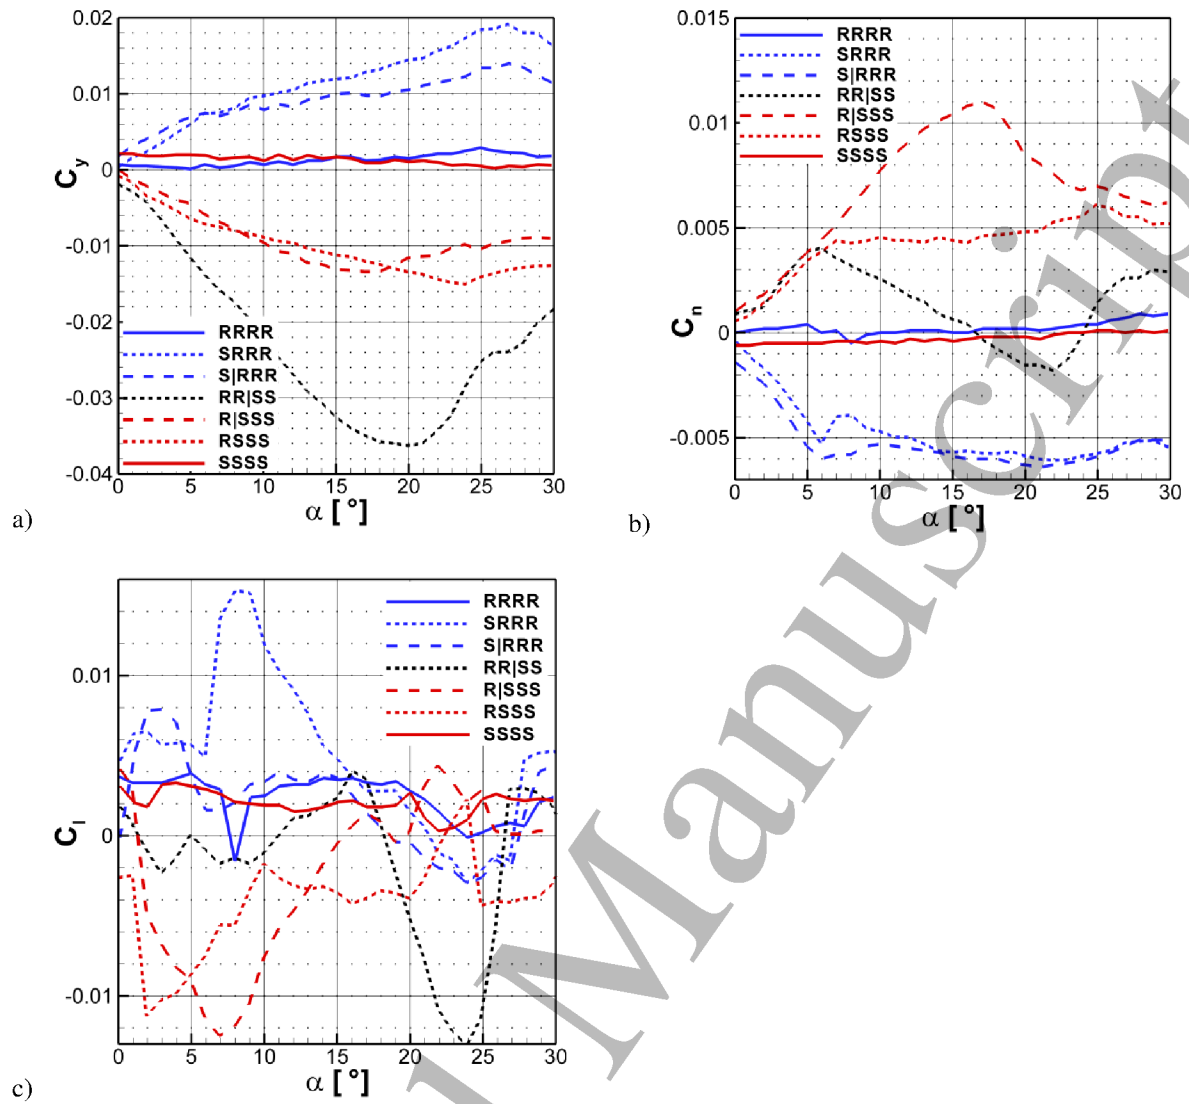 0.02
0.01
0
-0.01
-0.02
-0.03
-0.04
C_y
RRRR
SRRR
S|RRR
RR|SS
R|SSS
RSSS
SSSS
0 5 10 15 20 25 30
α [ °]
a)
0.015
0.01
0.005
0
-0.005
C_n
RRRR
SRRR
S|RRR
RR|SS
R|SSS
RSSS
SSSS
0 5 10 15 20 25 30
α [ °]
b)
0.01
0
-0.01
C_l
RRRR
SRRR
S|RRR
RR|SS
R|SSS
RSSS
SSSS
0 5 10 15 20 25 30
α [ °]
c)
Manuscript